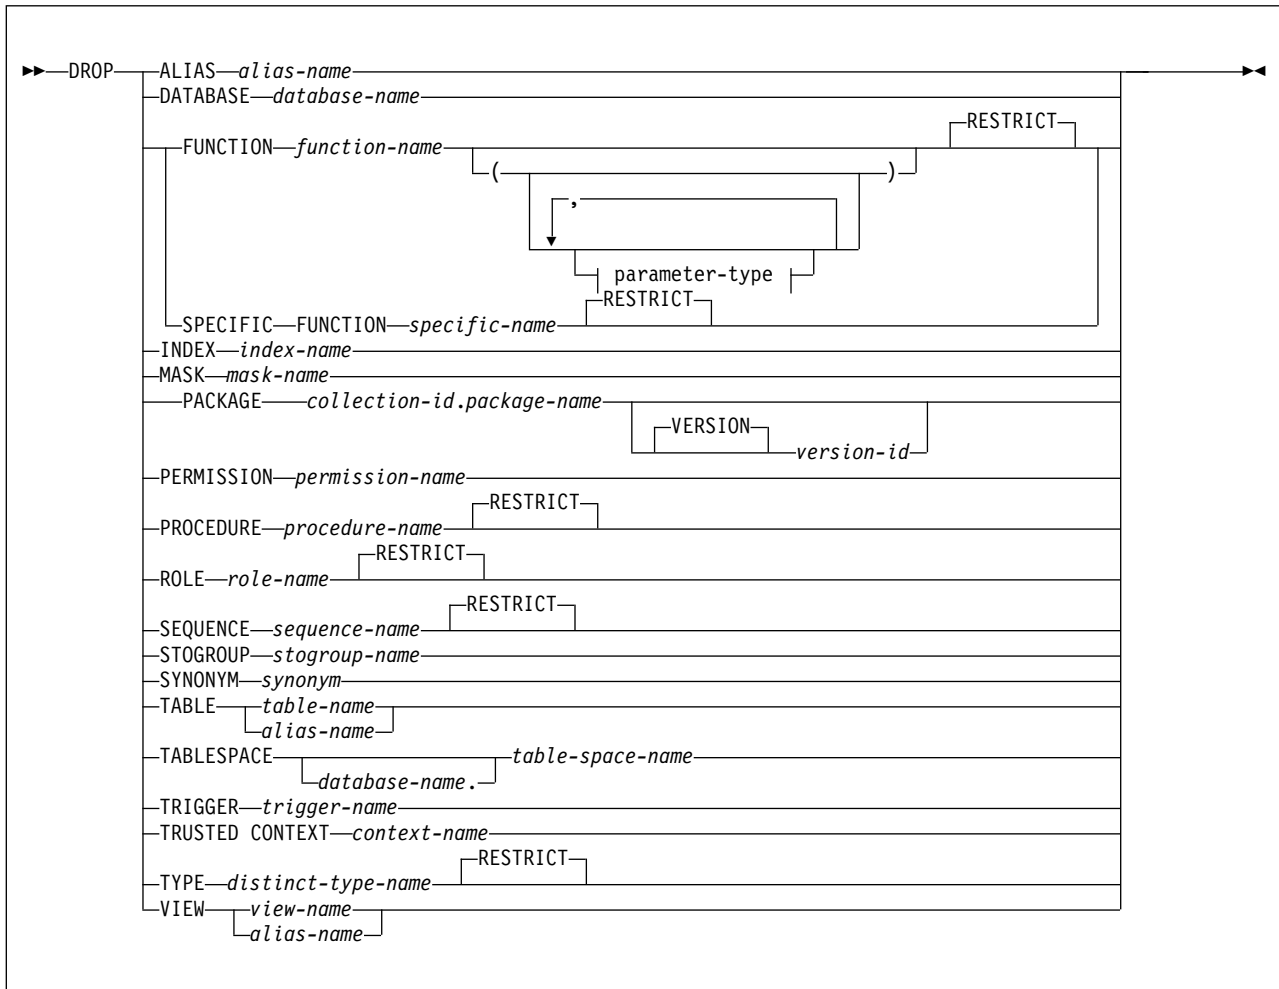 DROP ALIAS alias-name
DATABASE database-name
RESTRICT
FUNCTION function-name
( )
,
parameter-type
RESTRICT
SPECIFIC FUNCTION specific-name
INDEX index-name
MASK mask-name
PACKAGE collection-id.package-name
VERSION
version-id
PERMISSION permission-name
RESTRICT
PROCEDURE procedure-name
RESTRICT
ROLE role-name
RESTRICT
SEQUENCE sequence-name
STOGROUP stogroup-name
SYNONYM synonym
TABLE table-name
alias-name
TABLESPACE table-space-name
database-name.
TRIGGER trigger-name
TRUSTED CONTEXT context-name
RESTRICT
TYPE distinct-type-name
VIEW view-name
alias-name